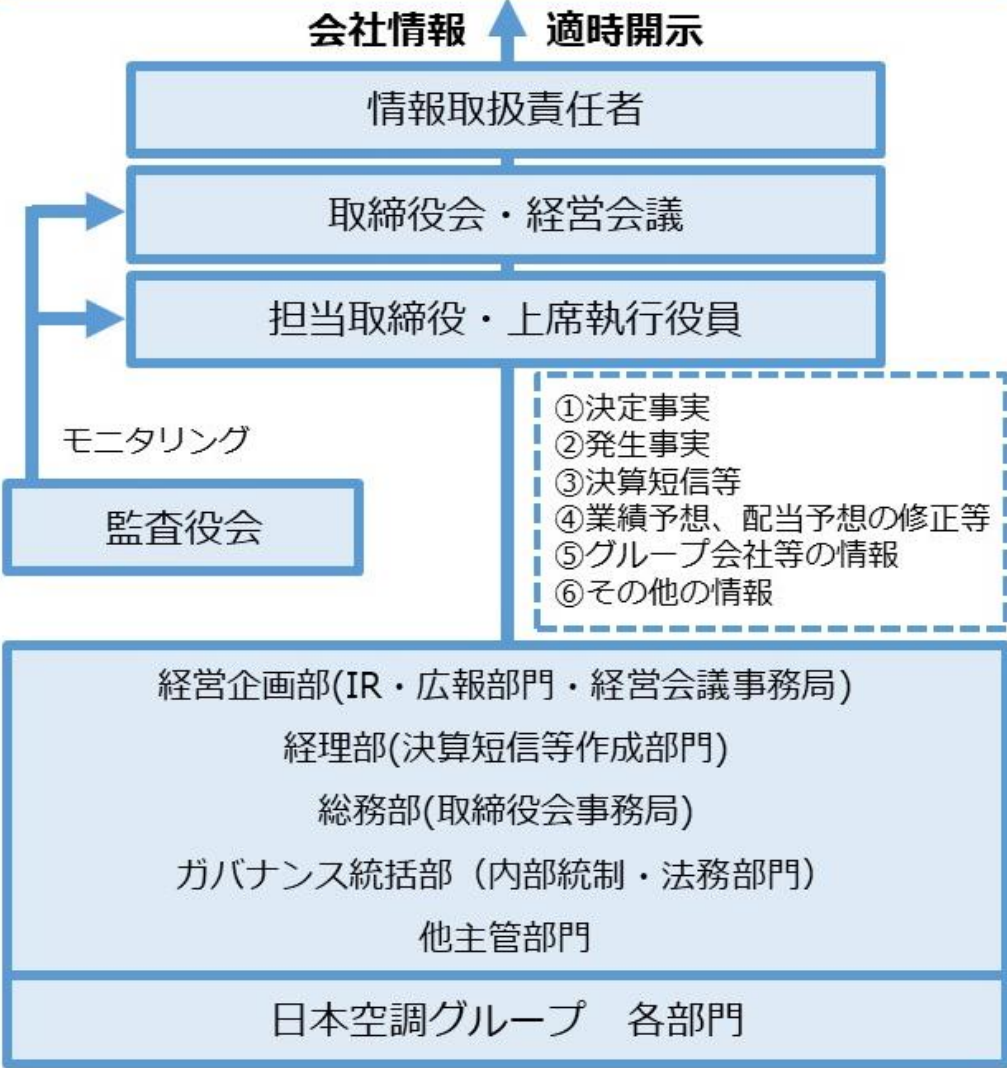 会社情報 適時開示
情報取扱責任者
取締役会・経営会議
担当取締役・上席執行役員
①決定事実
②発生事実
③決算短信等
④業績予想、配当予想の修正等
⑤グループ会社等の情報
⑥その他の情報
モニタリング
監査役会
経営企画部(IR・広報部門・経営会議事務局)
経理部(決算短信等作成部門)
総務部(取締役会事務局)
ガバナンス統括部（内部統制・法務部門）
他主管部門
日本空調グループ　各部門